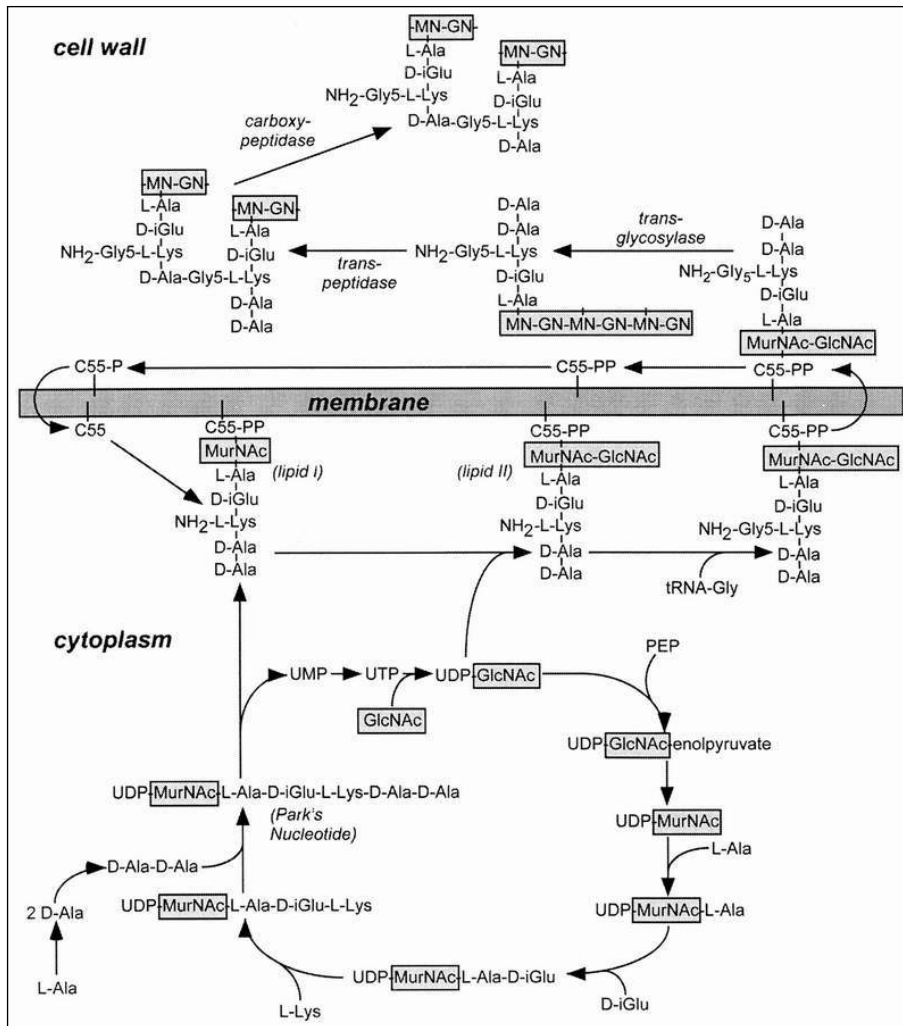 cell wall
-MN-GN-
L-Ala
D-iGlu
NH2-Gly5-L-Lys
D-Ala-Gly5-L-Lys
-MN-GN-
L-Ala
D-iGlu
D-Ala
carboxy-
peptidase
-MN-GN-
L-Ala
D-iGlu
NH2-Gly5-L-Lys
D-Ala-Gly5-L-Lys
-MN-GN-
L-Ala
D-iGlu
D-Ala
D-Ala
trans-
peptidase
D-Ala
D-Ala
NH2-Gly5-L-Lys
D-iGlu
L-Ala
MN-GN-MN-GN-MN-GN
trans-
glycosylase
D-Ala
D-Ala
NH2-Gly5-L-Lys
D-iGlu
L-Ala
MurNAc-GlcNAc
C55-P
C55-PP
C55-PP
membrane
C55
C55-PP
MurNAc
(lipid I)
L-Ala
D-iGlu
NH2-L-Lys
D-Ala
D-Ala
C55-PP
MurNAc-GlcNAc
(lipid II)
L-Ala
D-iGlu
NH2-L-Lys
D-Ala
D-Ala
C55-PP
MurNAc-GlcNAc
L-Ala
D-iGlu
NH2-Gly5-L-Lys
D-Ala
D-Ala
tRNA-Gly
cytoplasm
UMP
UTP
UDP-GlcNAc
GlcNAc
PEP
UDP-GlcNAc-enolpyruvate
UDP-MurNAc
L-Ala
UDP-MurNAc-L-Ala
D-iGlu
UDP-MurNAc-L-Ala-D-iGlu
L-Lys
UDP-MurNAc-L-Ala-D-iGlu-L-Lys
UDP-MurNAc-L-Ala-D-iGlu-L-Lys-D-Ala-D-Ala
(Park's
Nucleotide)
D-Ala-D-Ala
2 D-Ala
L-Ala